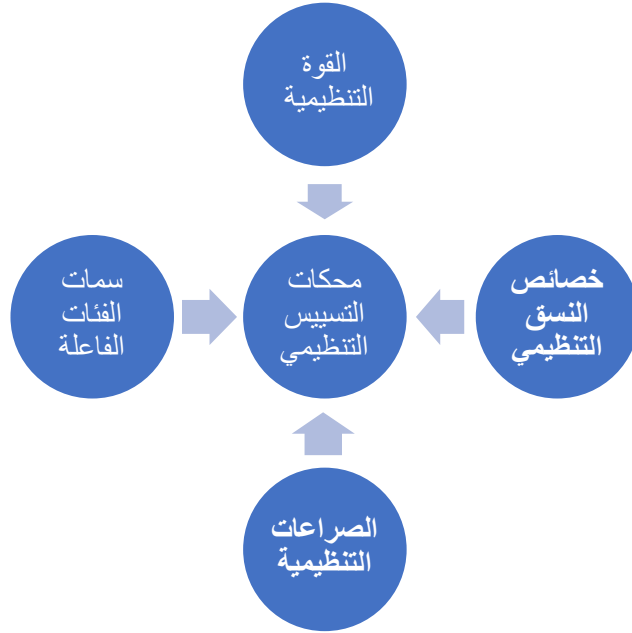 القوة
التنظيمية
خصائص
النسق
التنظيمي
محكات
التسييس
التنظيمي
سمات
الفئات
الفاعلة
الصراعات
التنظيمية